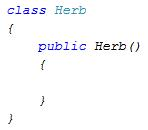 class Herb
{
    public Herb()
    {

    }
}